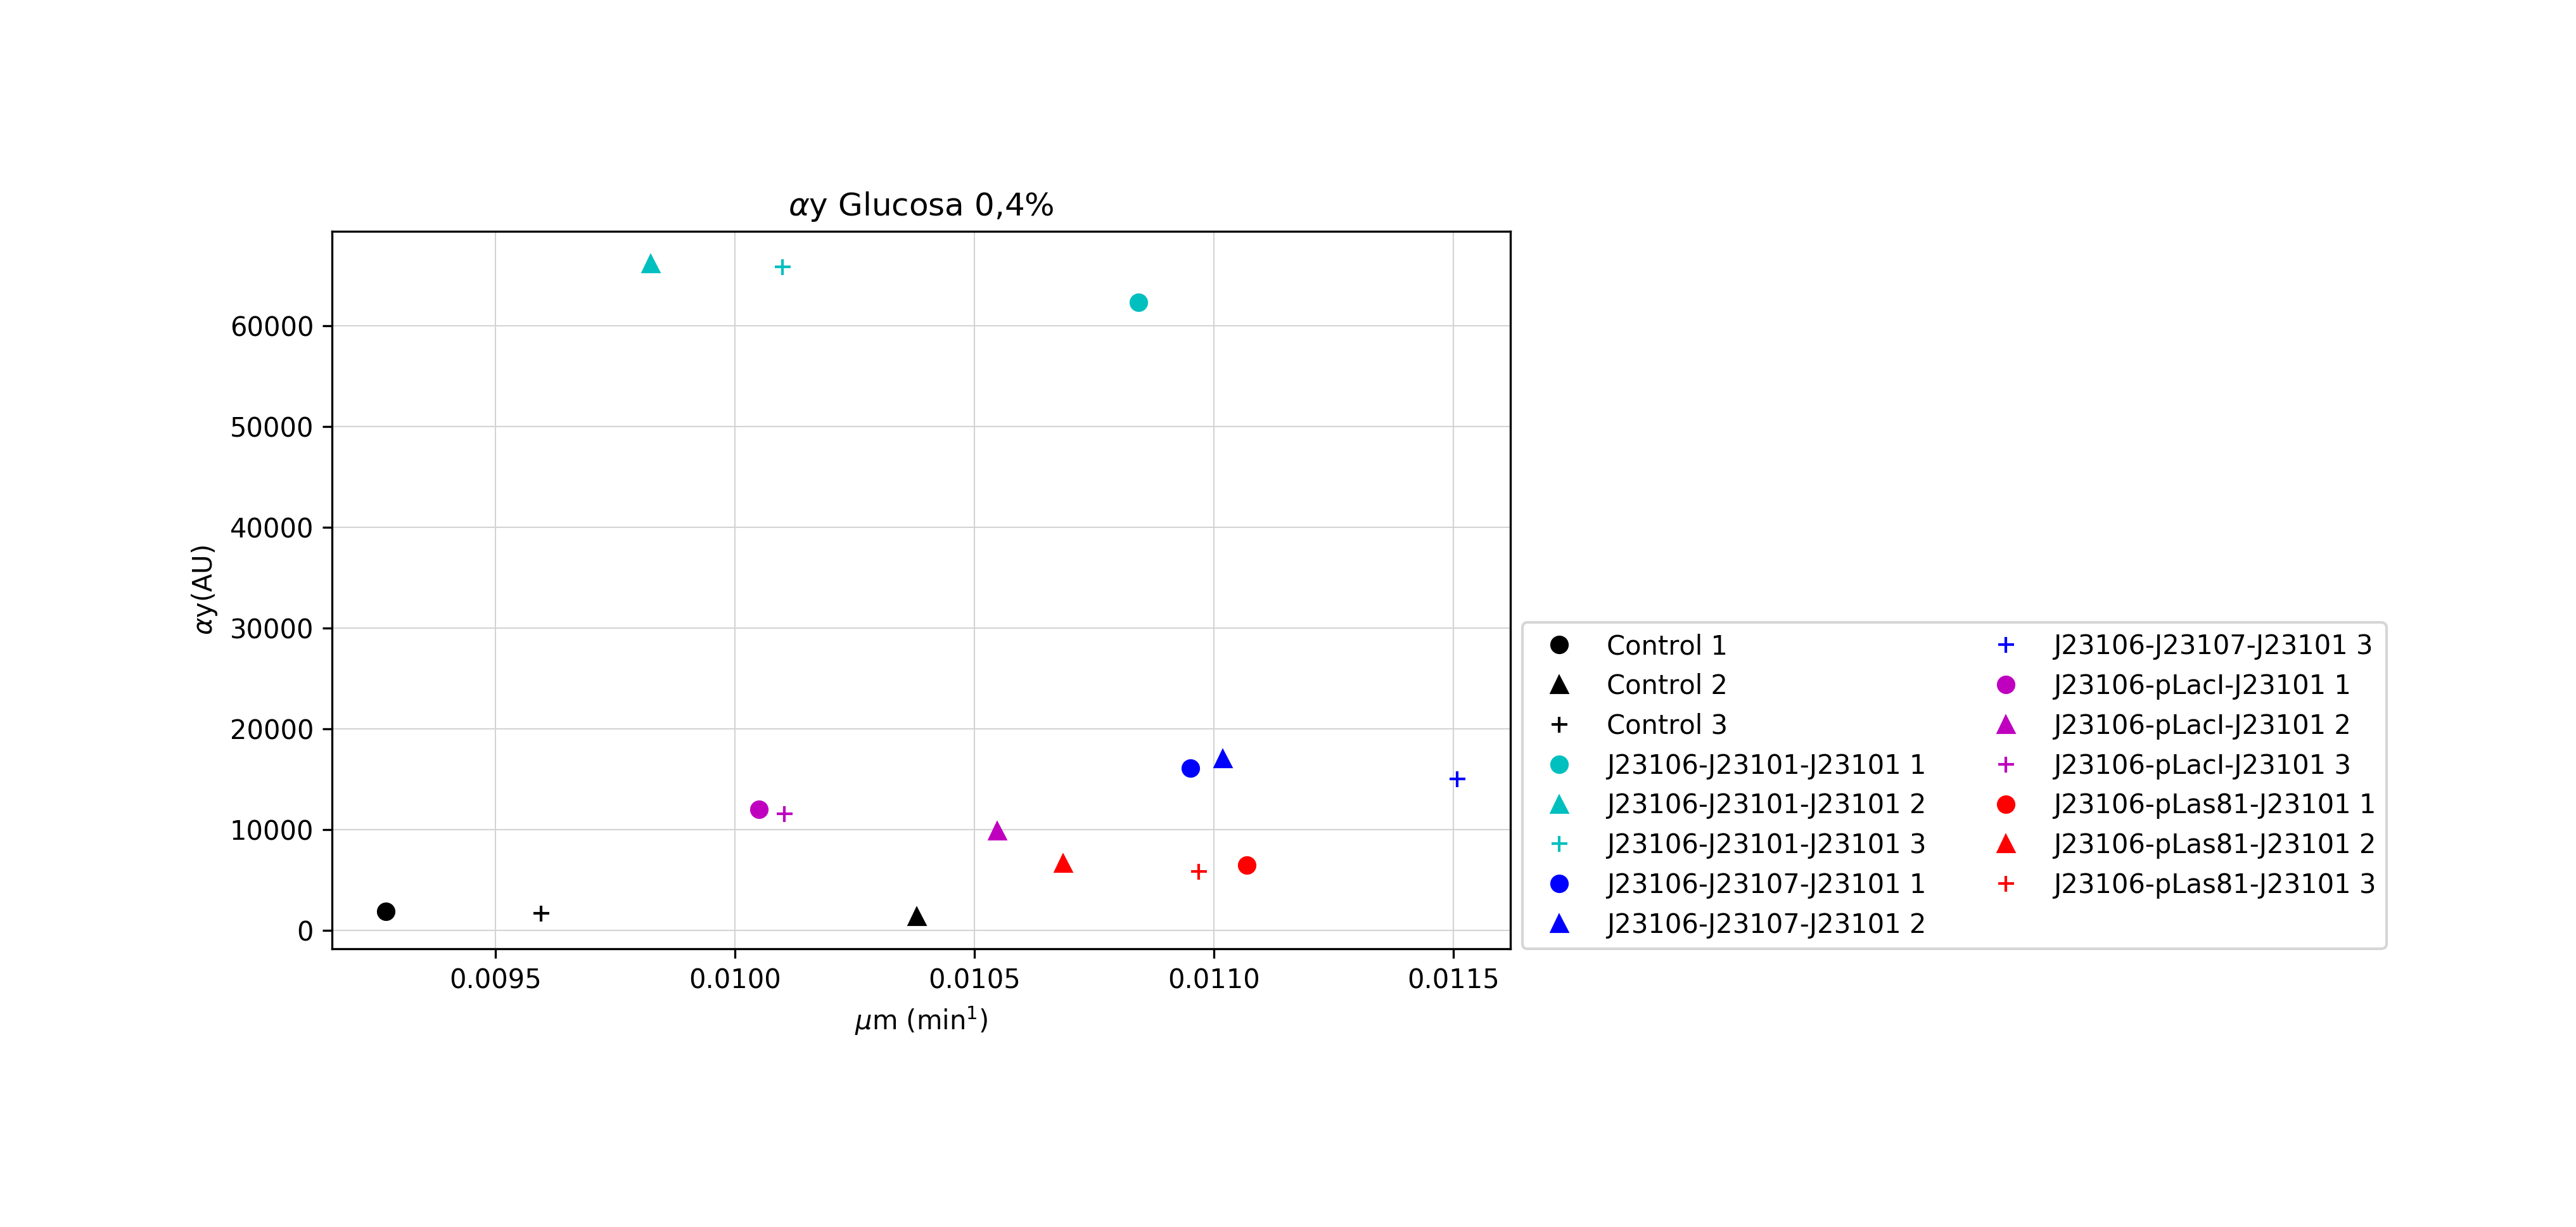 αy Glucosa 0,4%
αy(AU)
60000
50000
40000
30000
20000
10000
0
0.0095 0.0100 0.0105 0.0110 0.0115
μm (min¹)
Control 1
Control 2
Control 3
J23106-J23101-J23101 1
J23106-J23101-J23101 2
J23106-J23101-J23101 3
J23106-J23107-J23101 1
J23106-J23107-J23101 2
J23106-J23107-J23101 3
J23106-pLacI-J23101 1
J23106-pLacI-J23101 2
J23106-pLacI-J23101 3
J23106-pLas81-J23101 1
J23106-pLas81-J23101 2
J23106-pLas81-J23101 3